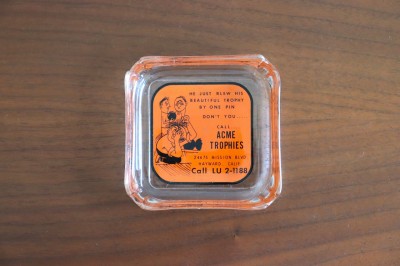 HE JUST BLEW HIS
BEAUTIFUL TROPHY
BY ONE PIN
DON'T YOU....
CALL
ACME
TROPHIES
24675 MISSION BLVD
HAYWARD, CALIF.
Call LU 2-1188